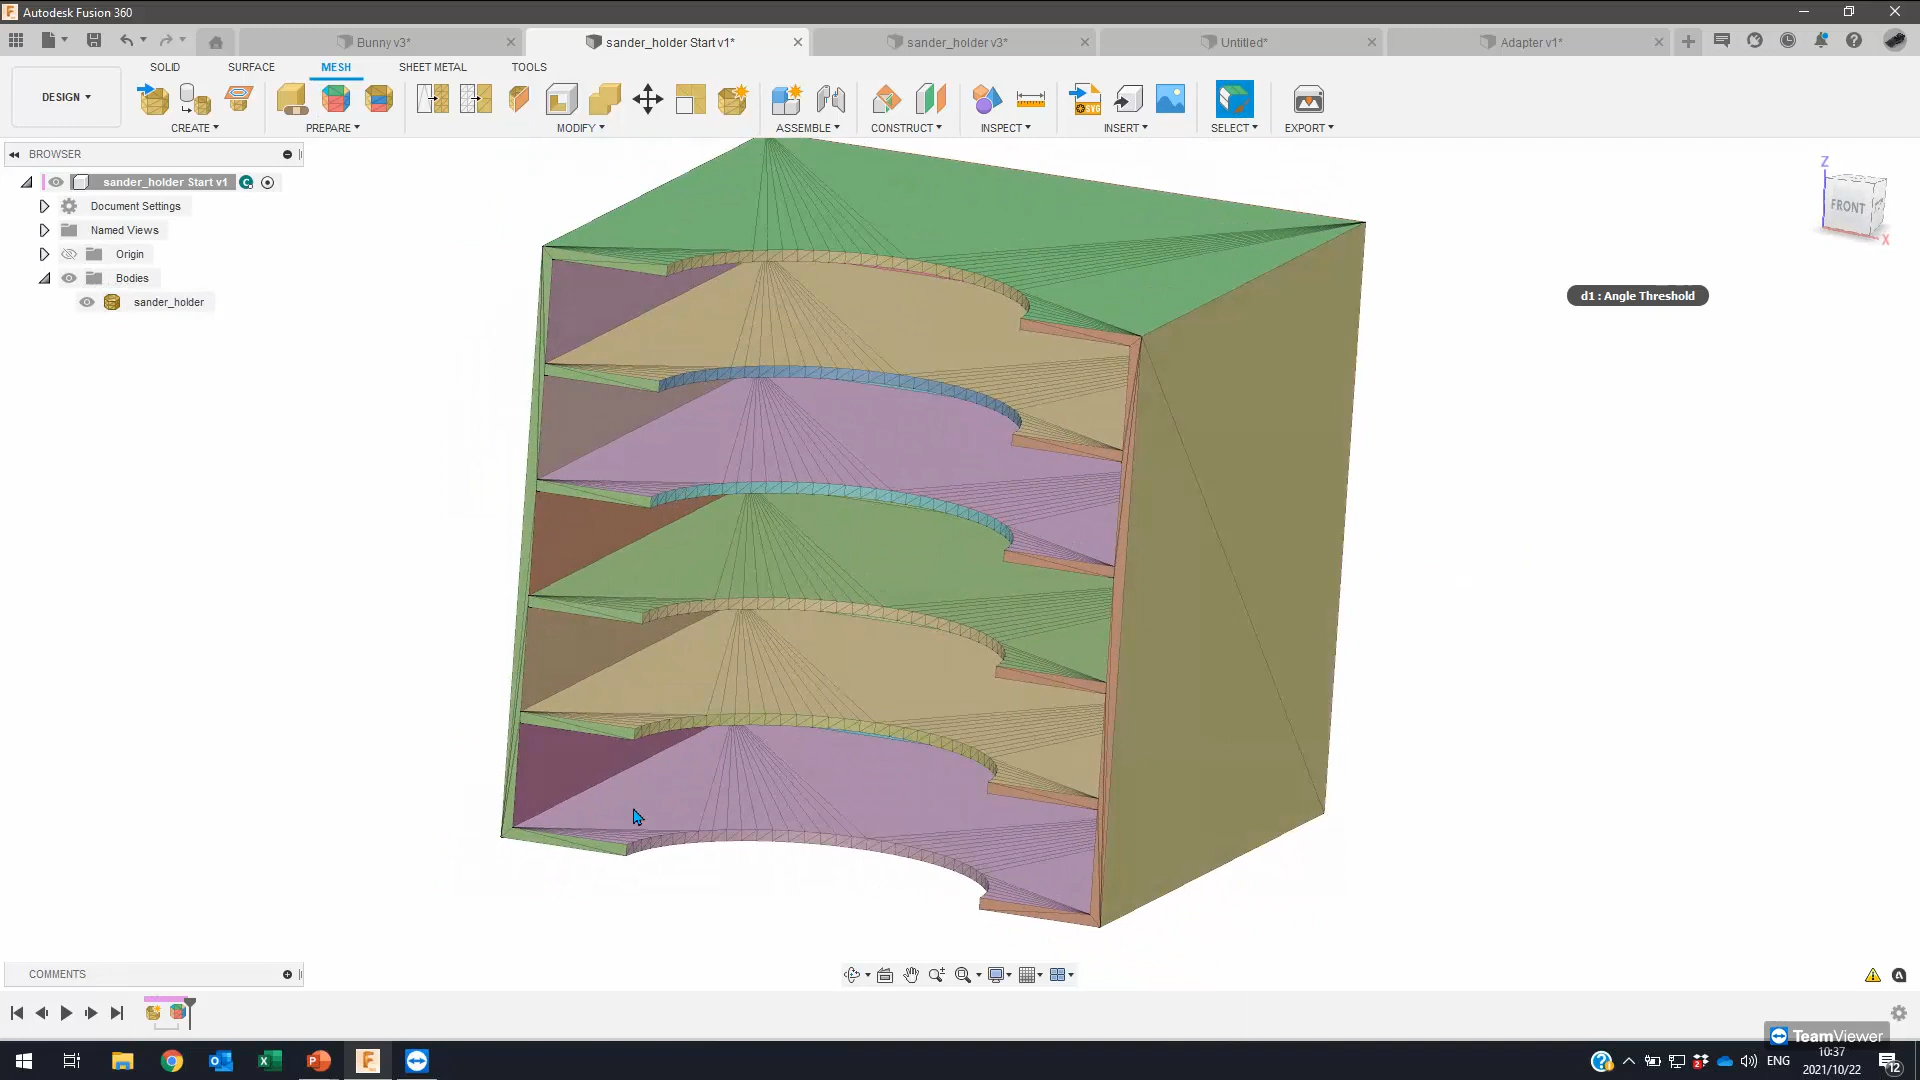 Autodesk Fusion 360
Bunny v3*
sander_holder Start v1*
sander_holder v3*
Untitled*
Adapter v1*
DESIGN
SOLID
SURFACE
MESH
SHEET METAL
TOOLS
CREATE
PREPARE
MODIFY
ASSEMBLE
CONSTRUCT
INSPECT
INSERT
SELECT
EXPORT
BROWSER
sander_holder Start v1
Document Settings
Named Views
Origin
Bodies
sander_holder
Z
FRONT
X
d1 : Angle Threshold
COMMENTS
TeamViewer
ENG
10:37
2021/10/22
12